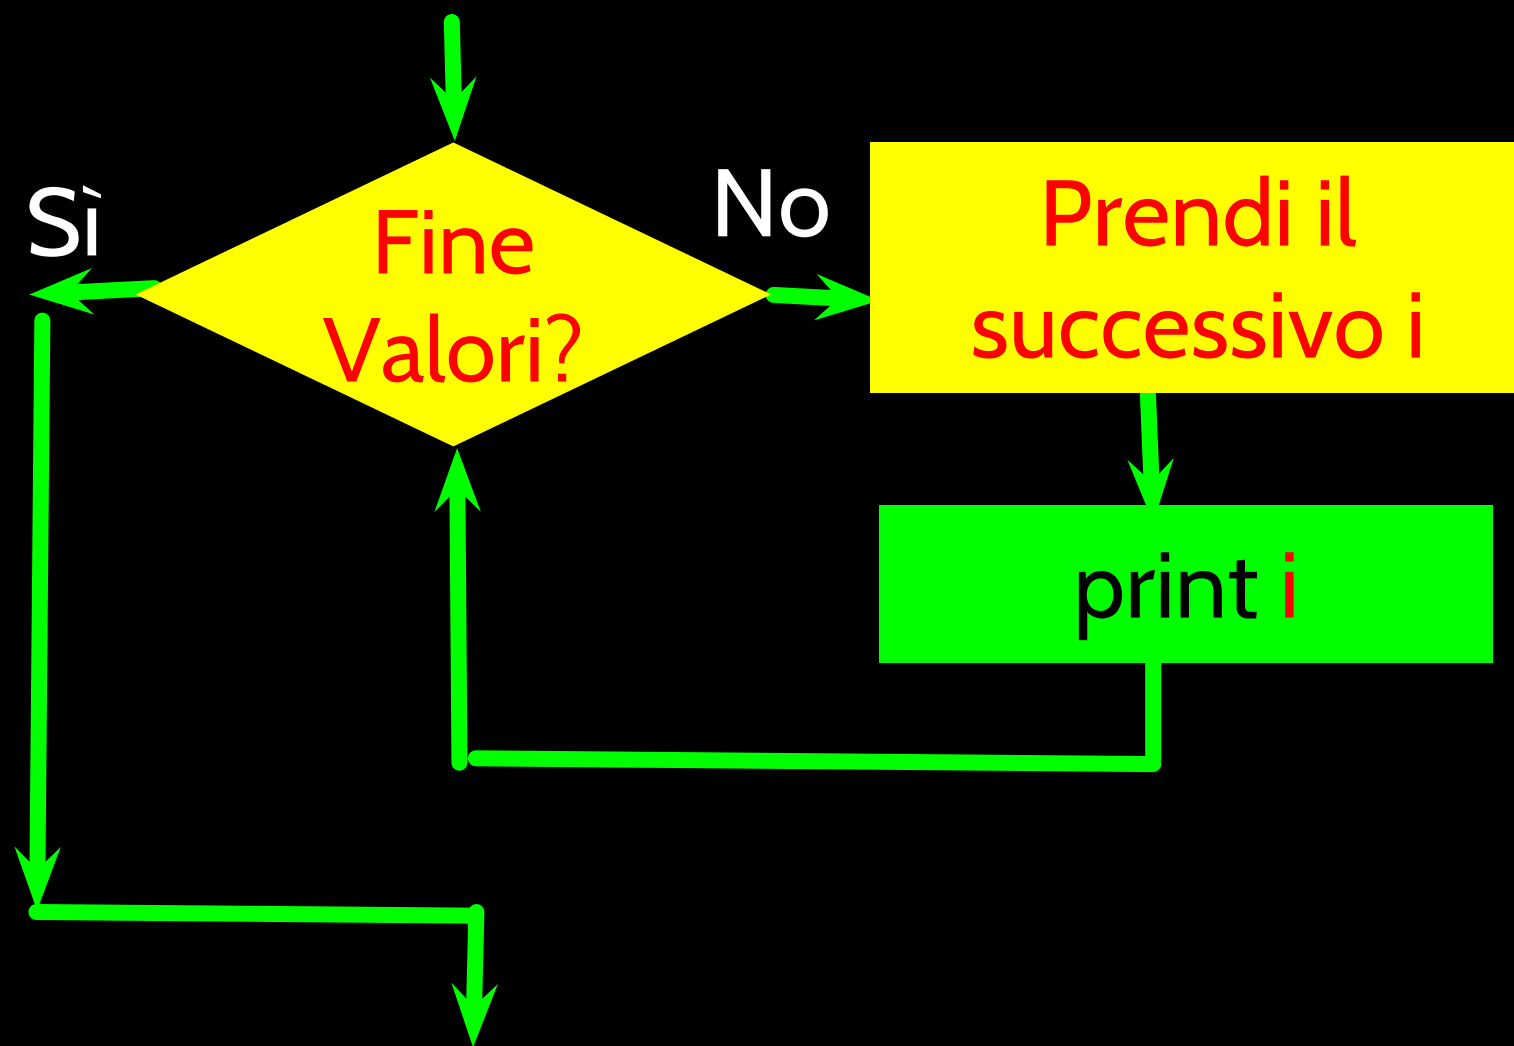 Sì
Fine
Valori?
No
Prendi il
successivo i
print i